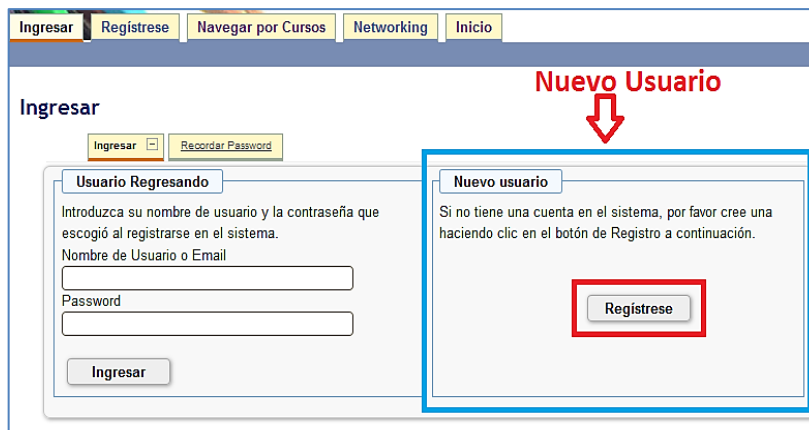 Ingresar Regístrese Navegar por Cursos Networking Inicio
Nuevo Usuario
Ingresar
Ingresar Recordar Password
Usuario Regresando
Introduzca su nombre de usuario y la contraseña que
escogió al registrarse en el sistema.
Nombre de Usuario o Email
Password
Ingresar
Nuevo usuario
Si no tiene una cuenta en el sistema, por favor cree una
haciendo clic en el botón de Registro a continuación.
Regístrese